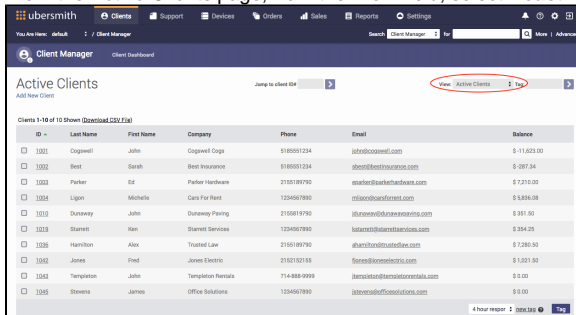 ubersmith Clients Support Devices Orders Sales Reports Settings
You Are Here: default / Client Manager Search Client Manager for More | Advance
Client Manager Client Dashboard
Active Clients Jump to client ID# View: Active Clients Tag:
Add New Client
Clients 1-10 of 10 Shown (Download CSV File)
ID Last Name First Name Company Phone Email Balance
1001 Cogswell John Cogswell Cogs 5185551234 john@cogswell.com $ -11,623.00
1002 Best Sarah Best Insurance 5185551234 sbest@bestinsurance.com $ -287.34
1003 Parker Ed Parker Hardware 2155189790 eparker@parkerhardware.com $ 7,210.00
1004 Ligon Michelle Cars For Rent 1234567890 mligon@carsforrent.com $ 5,836.08
1010 Dunaway John Dunaway Paving 2155819790 jdunaway@dunawaypaving.com $ 351.50
1019 Starrett Ken Starrett Services 1234567890 kstarrett@starrettservices.com $ 354.25
1036 Hamilton Alex Trusted Law 2155189790 ahamilton@trustedlaw.com $ 7,280.50
1042 Jones Fred Jones Electric 2152152155 fjones@joneselectric.com $ 1,021.50
1043 Templeton John Templeton Rentals 714-888-9999 jtempleton@templetonrentals.com $ 0.00
1045 Stevens James Office Solutions 1234567890 jstevens@officesolutions.com $ 0.00
4 hour respor new tag Tag